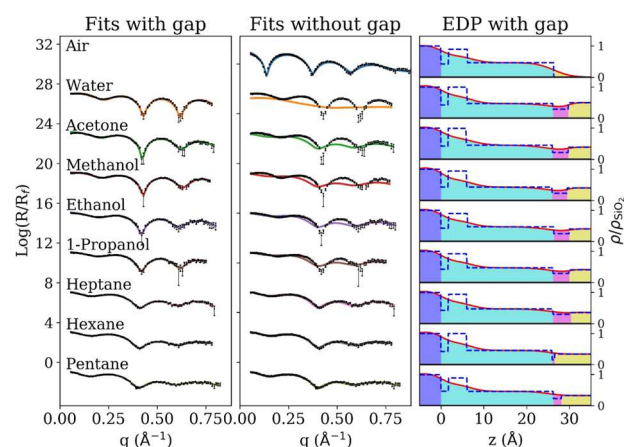 Fits with gap
Fits without gap
EDP with gap
32
28
24
20
16
12
8
4
0
Log(R/R_f)
Air
Water
Acetone
Methanol
Ethanol
1-Propanol
Heptane
Hexane
Pentane
1
0
1
0
1
0
1
0
1
0
1
0
1
0
1
0
1
0
ρ/ρ_SiO₂
0.00 0.25 0.50 0.75
0.00 0.25 0.50 0.75
0 10 20 30
q (Å⁻¹)
q (Å⁻¹)
z (Å)